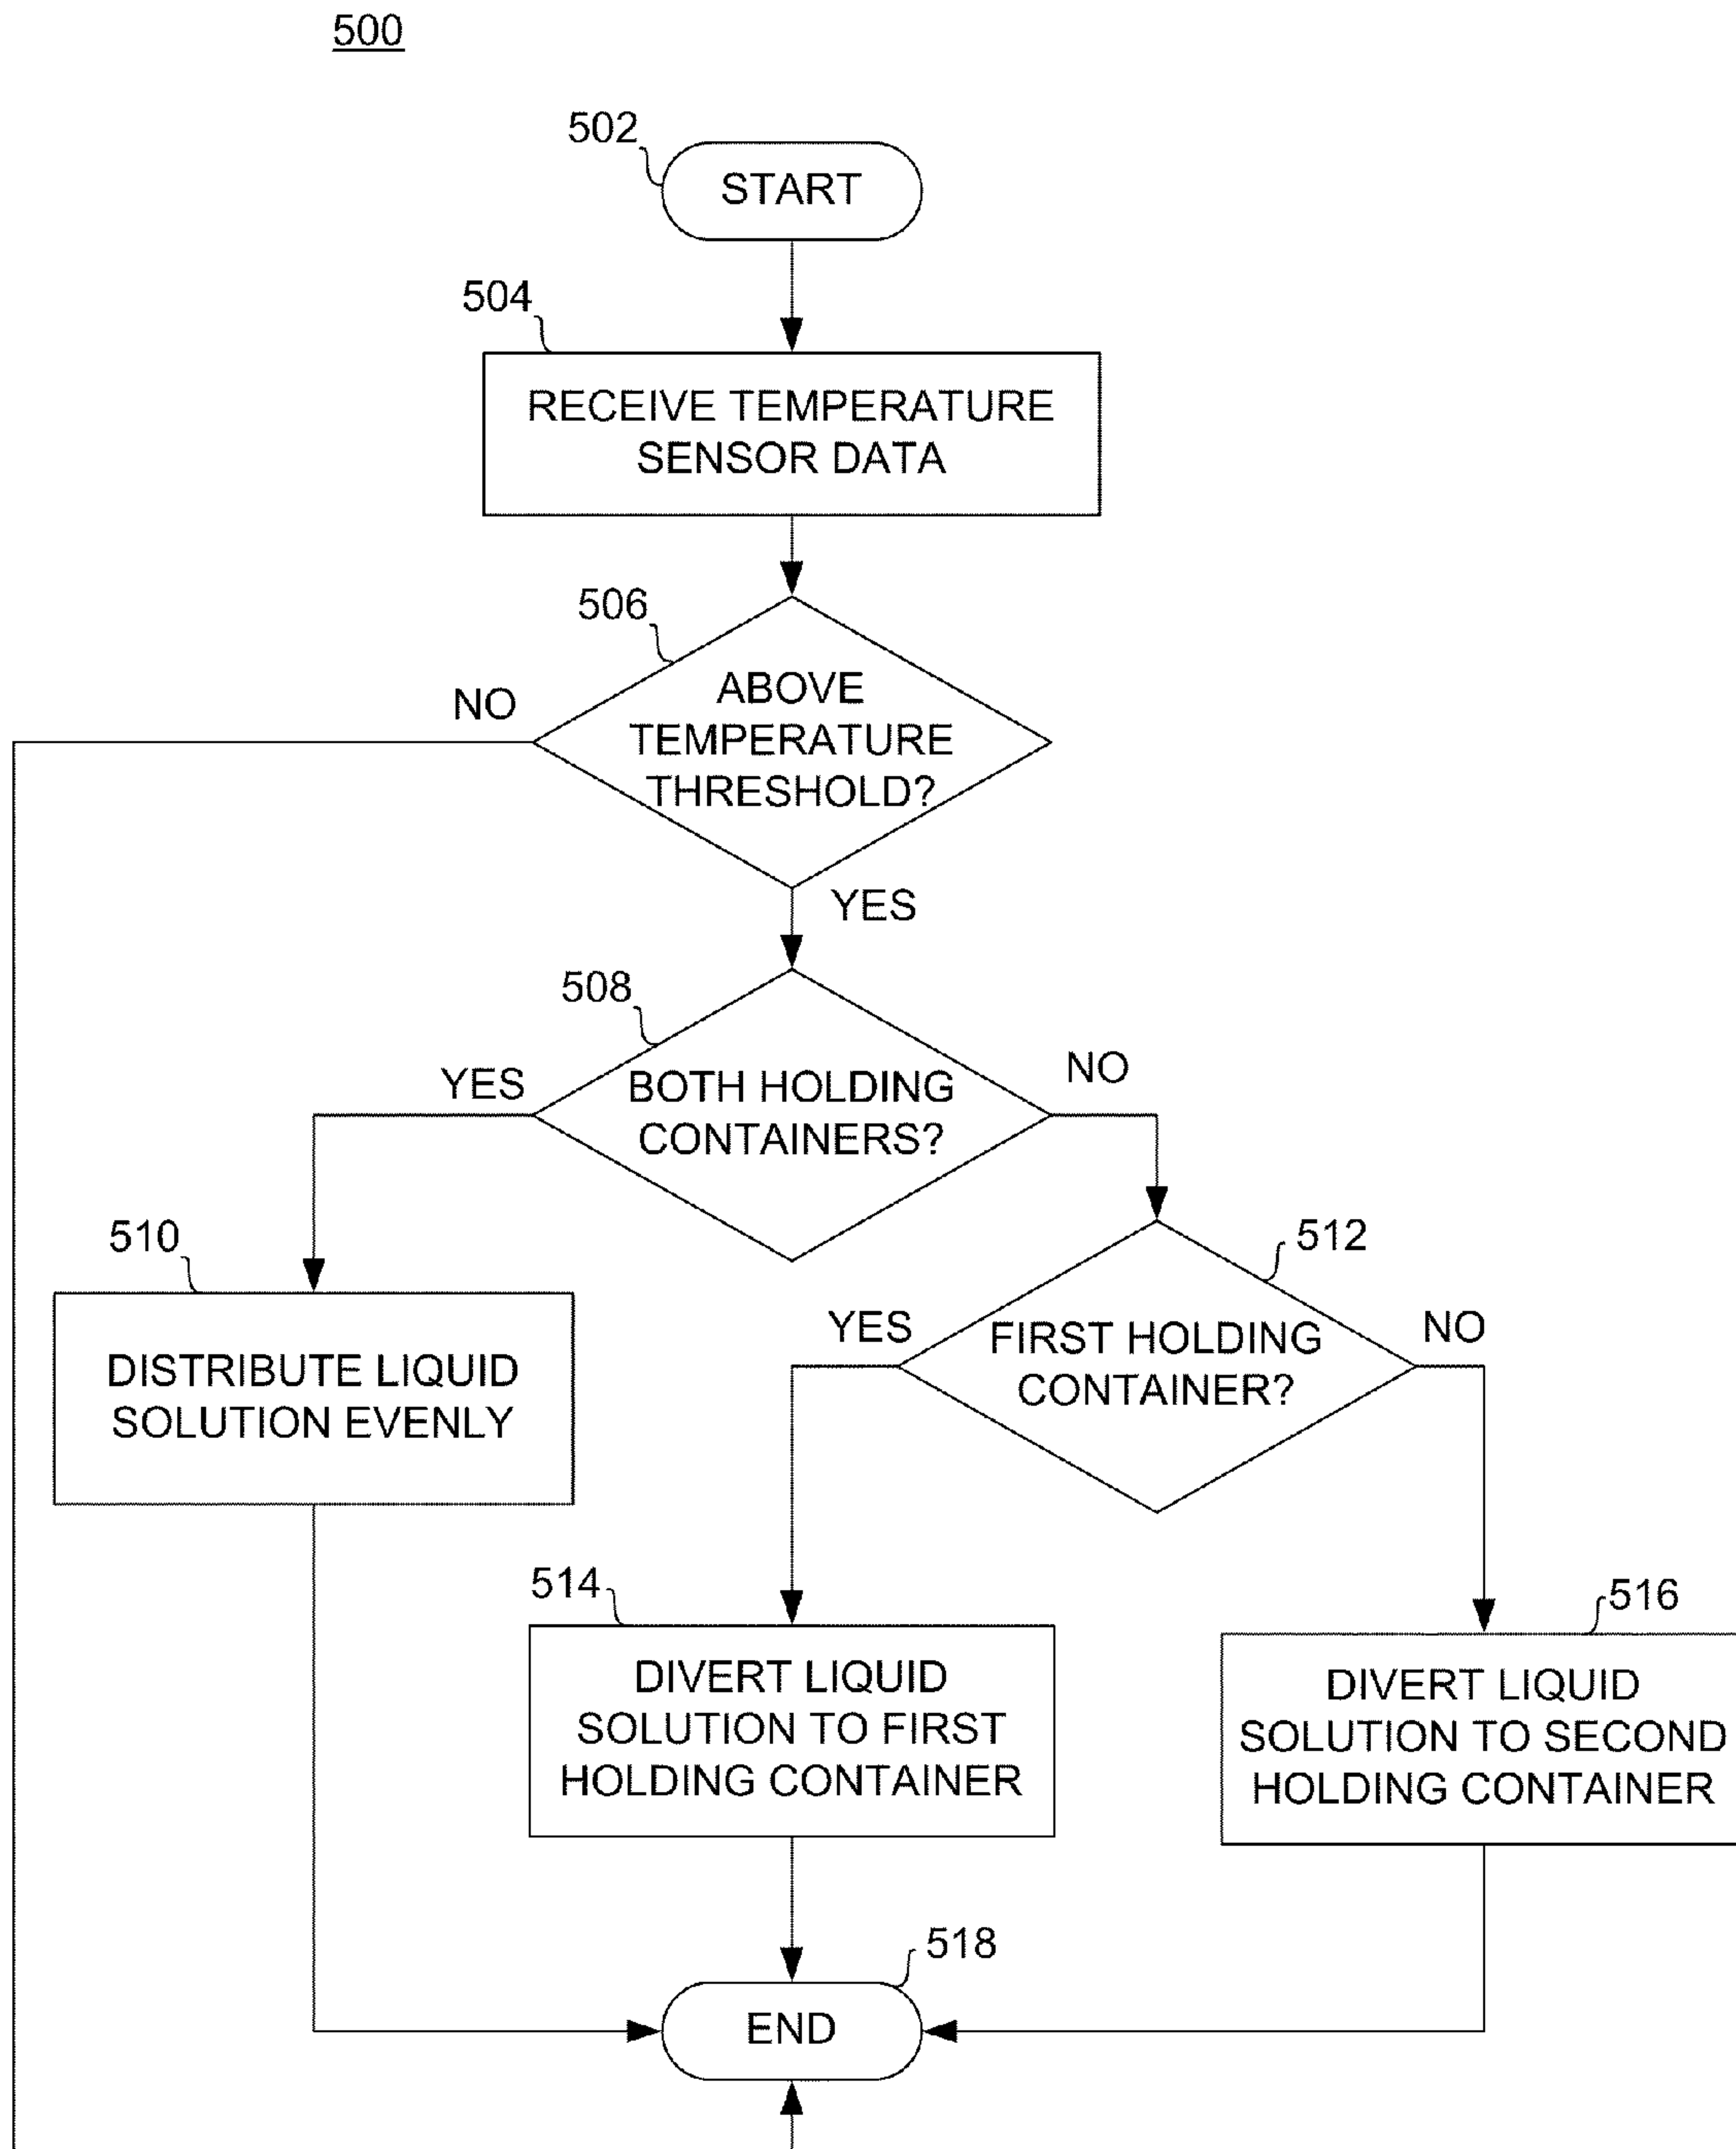 500
502
START
504
RECEIVE TEMPERATURE
SENSOR DATA
506
ABOVE
TEMPERATURE
THRESHOLD?
NO
YES
508
BOTH HOLDING
CONTAINERS?
YES
NO
510
DISTRIBUTE LIQUID
SOLUTION EVENLY
512
FIRST HOLDING
CONTAINER?
YES
NO
514
DIVERT LIQUID
SOLUTION TO FIRST
HOLDING CONTAINER
516
DIVERT LIQUID
SOLUTION TO SECOND
HOLDING CONTAINER
518
END